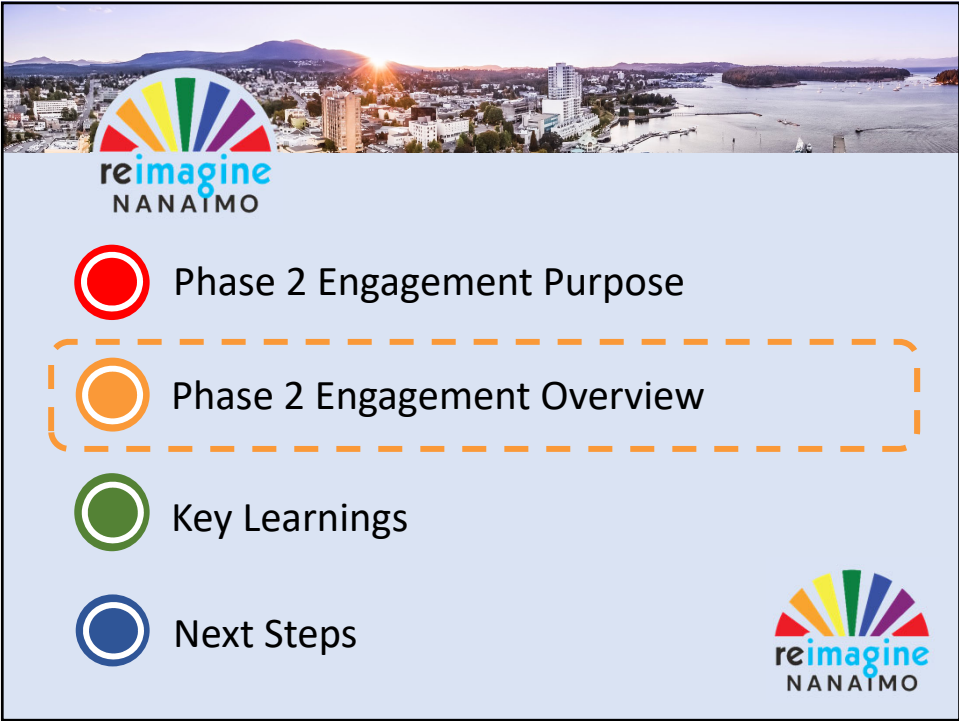 reimagine
NANAIMO
Phase 2 Engagement Purpose
Phase 2 Engagement Overview
Key Learnings
Next Steps
reimagine
NANAIMO